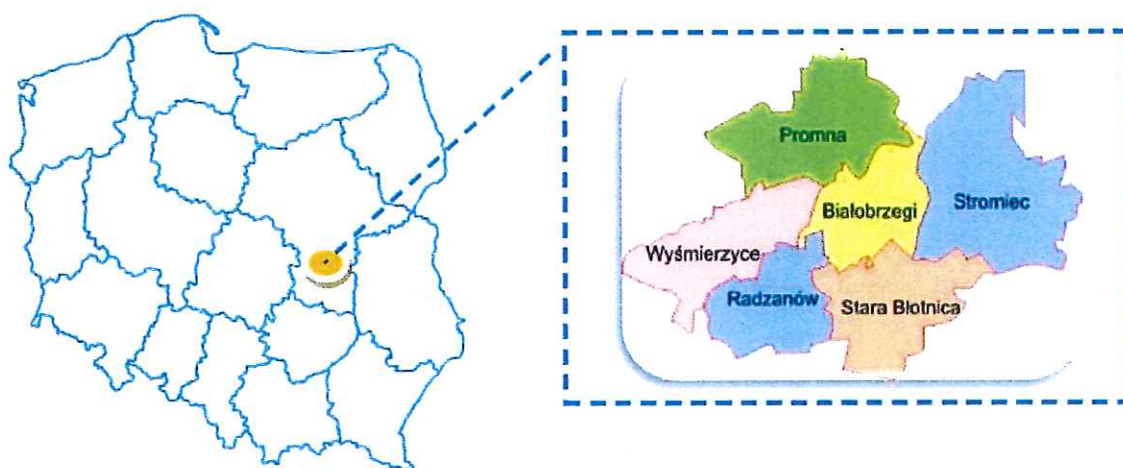 Promna
Stromiec
Białobrzegi
Wyśmierzyce
Radzanów
Stara Błotnica